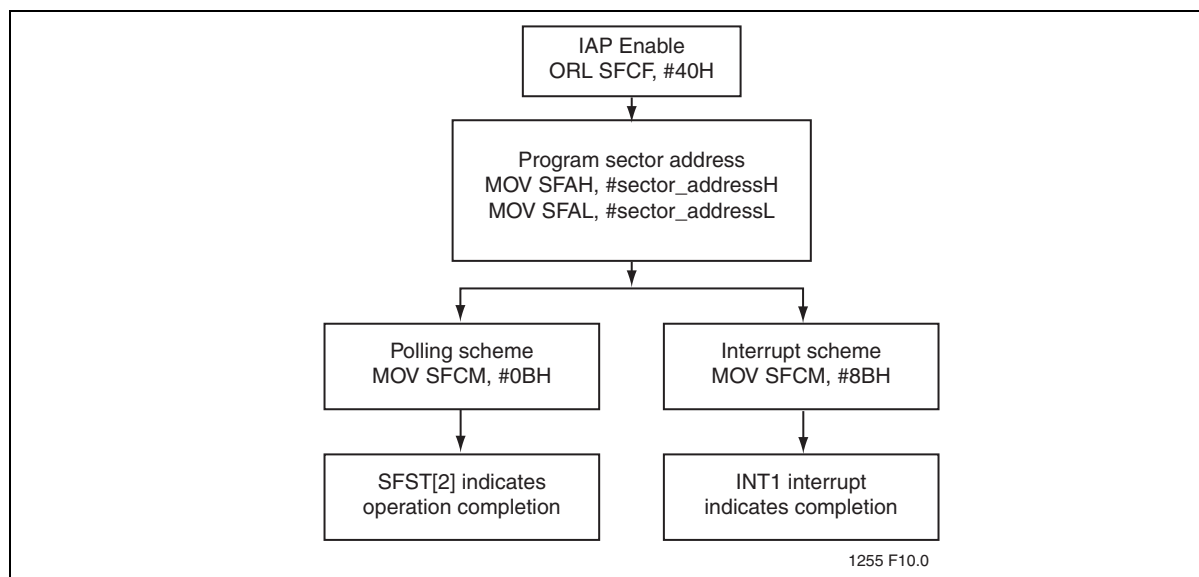 IAP Enable
ORL SFCF, #40H
Program sector address
MOV SFAH, #sector_addressH
MOV SFAL, #sector_addressL
Polling scheme
MOV SFCM, #0BH
Interrupt scheme
MOV SFCM, #8BH
SFST[2] indicates
operation completion
INT1 interrupt
indicates completion
1255 F10.0